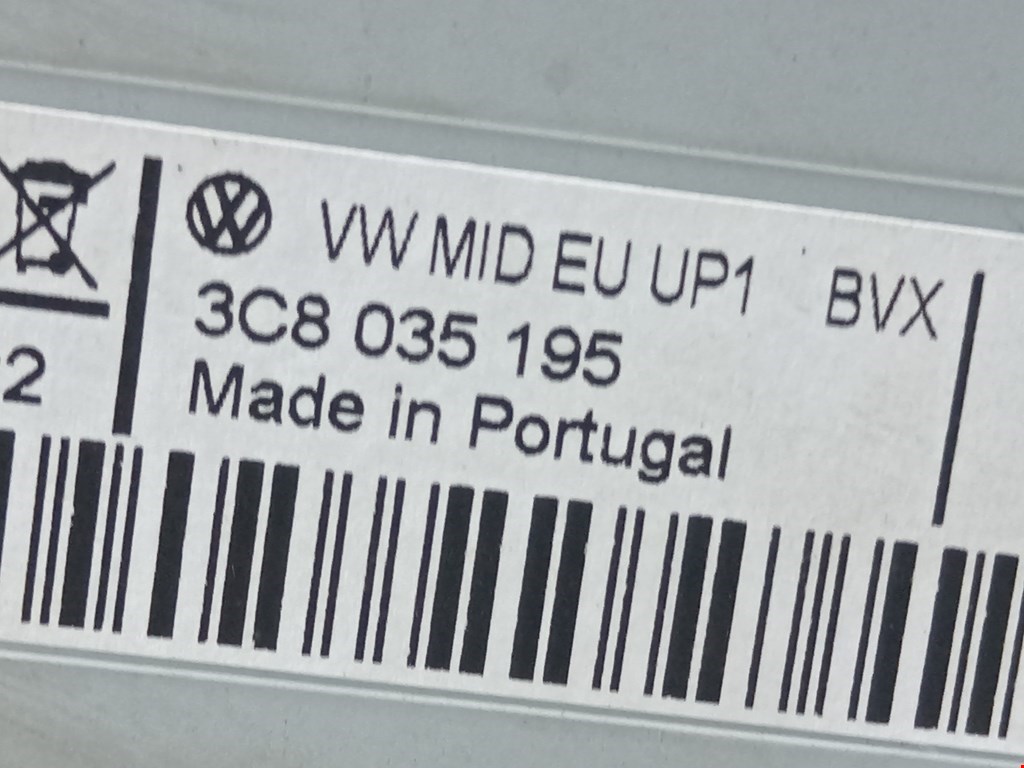 VW MID EU UP1 BVX
3C8 035 195
2
Made in Portugal